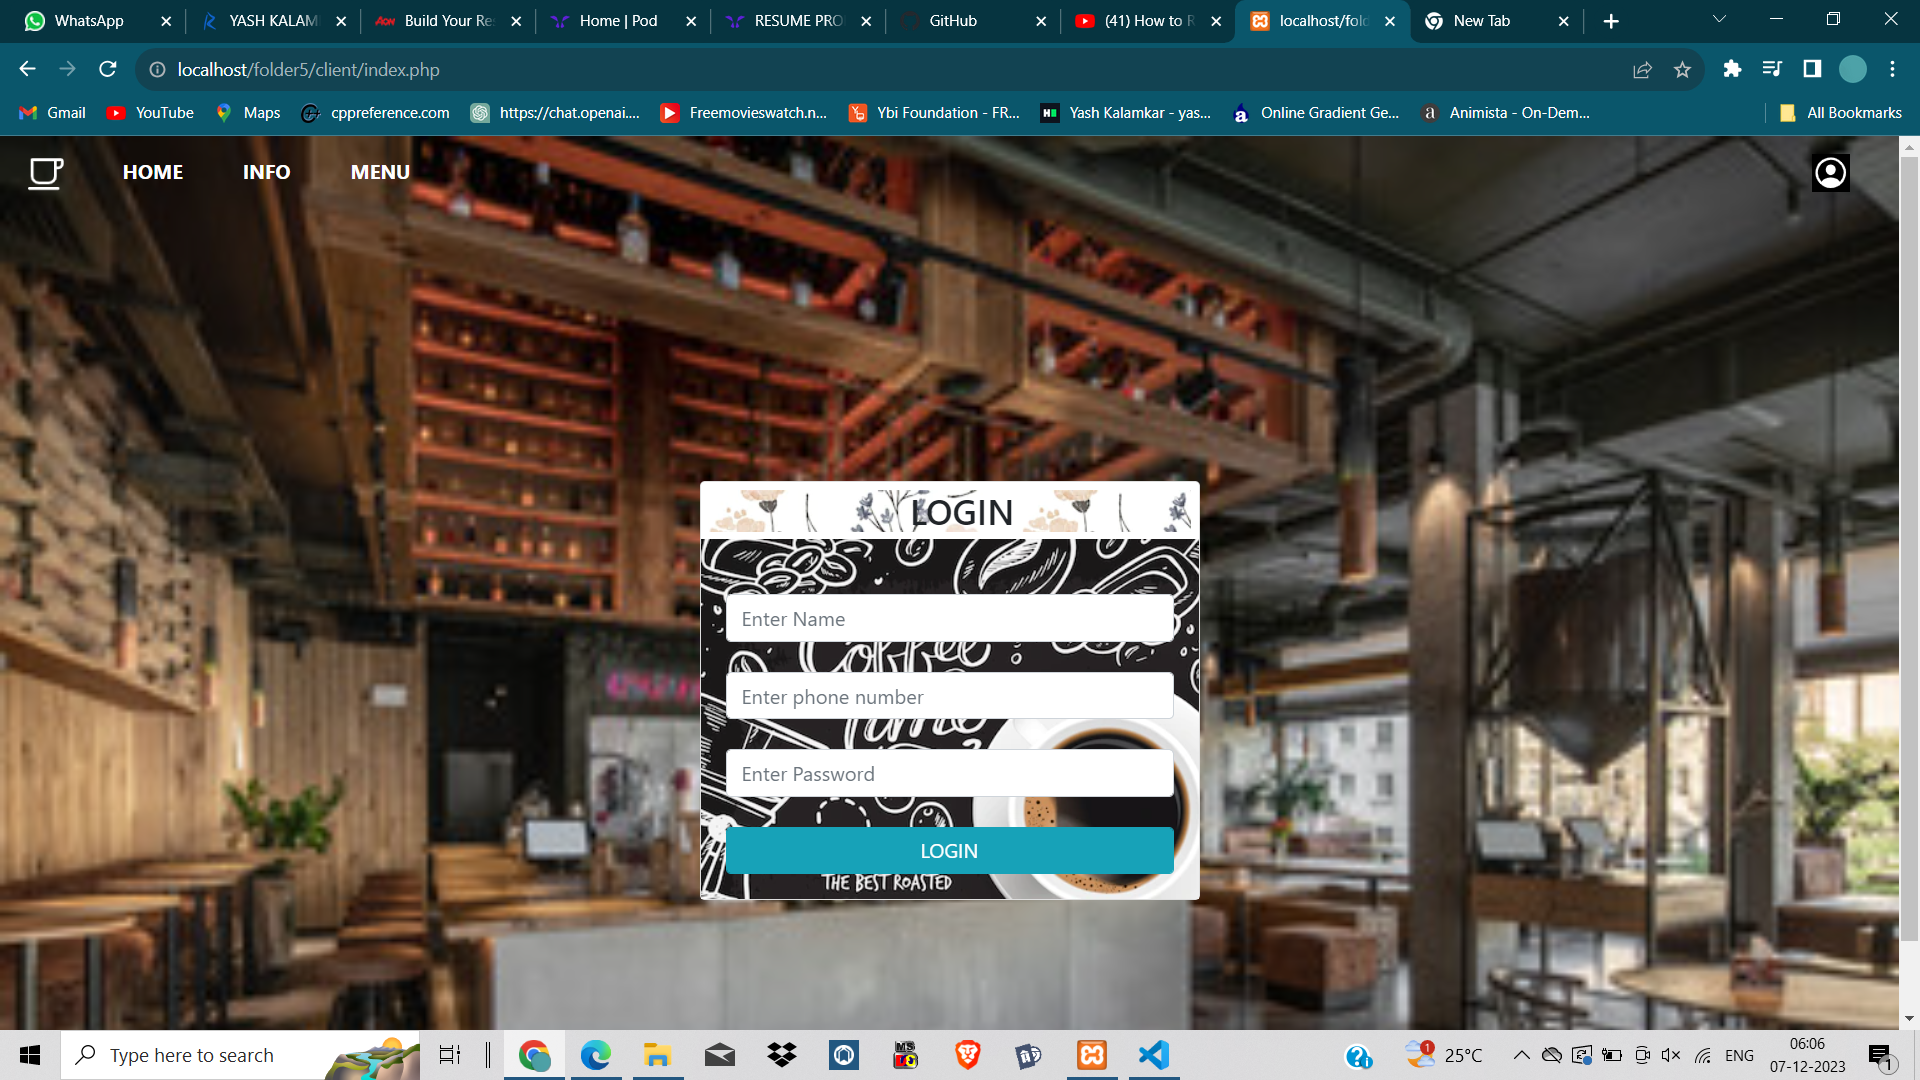 WhatsApp
YASH KALAM
Build Your Re
Home | Pod
RESUME PRO
GitHub
(41) How to R
localhost/fold
New Tab
localhost/folder5/client/index.php
Gmail
YouTube
Maps
cppreference.com
https://chat.openai....
Freemovieswatch.n...
Ybi Foundation - FR...
Yash Kalamkar - yas...
Online Gradient Ge...
Animista - On-Dem...
All Bookmarks
HOME
INFO
MENU
LOGIN
Enter Name
Coffee
Enter phone number
Time
Enter Password
LOGIN
THE BEST ROASTED
Type here to search
25°C
ENG
06:06
07-12-2023